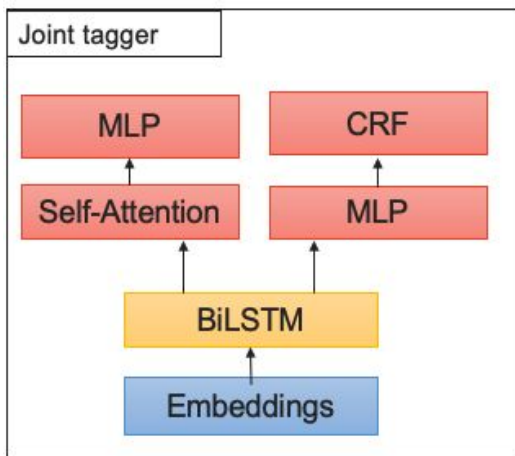 Joint tagger
MLP
CRF
Self-Attention
MLP
BiLSTM
Embeddings